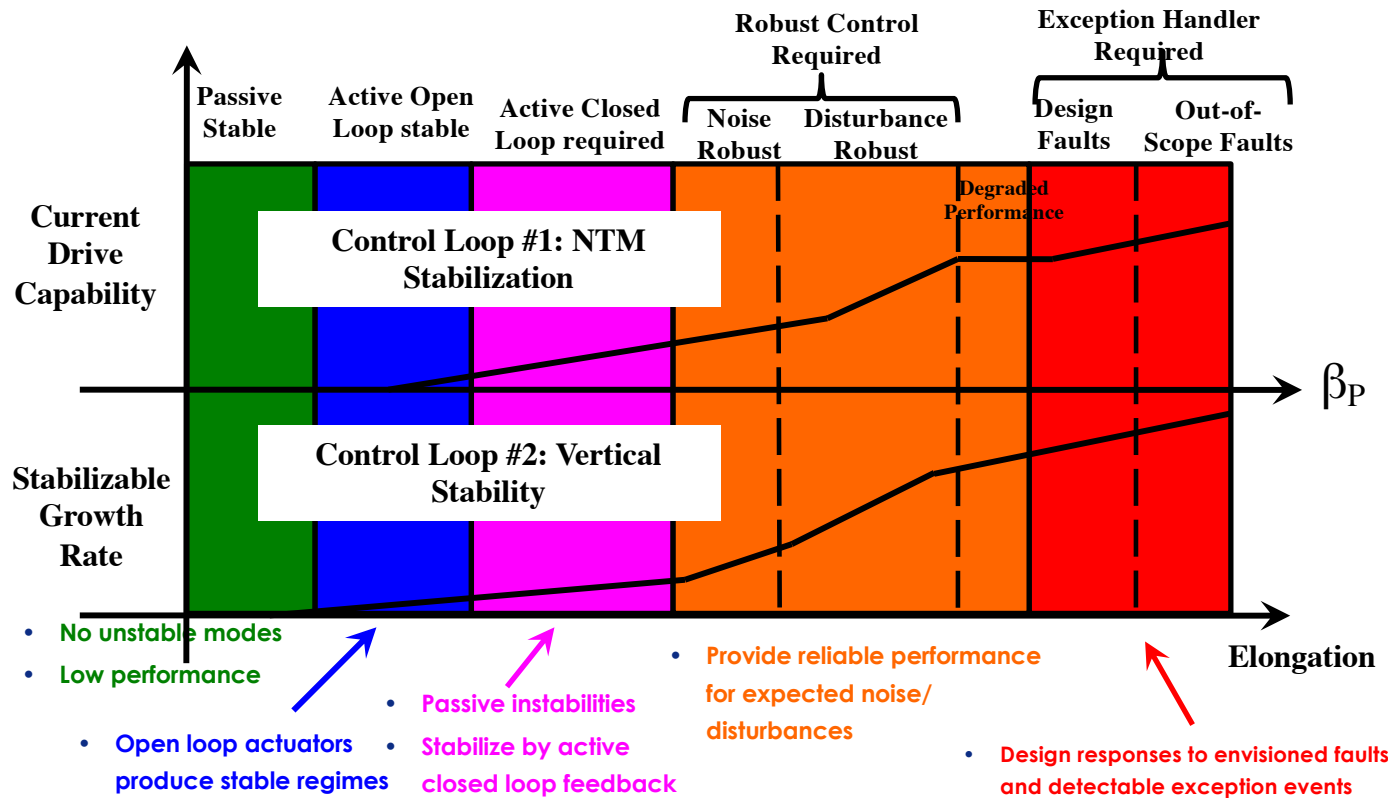 Robust Control
Required
Exception Handler
Required
Passive
Stable
Active Open
Loop stable
Active Closed
Loop required
Noise
Robust
Disturbance
Robust
Design
Faults
Out-of-
Scope Faults
Degraded
Performance
Current
Drive
Capability
Control Loop #1: NTM
Stabilization
βP
Stabilizable
Growth
Rate
Control Loop #2: Vertical
Stability
Elongation
• No unstable modes
• Low performance
• Open loop actuators
produce stable regimes
• Passive instabilities
• Stabilize by active
closed loop feedback
• Provide reliable performance
for expected noise/
disturbances
• Design responses to envisioned faults
and detectable exception events